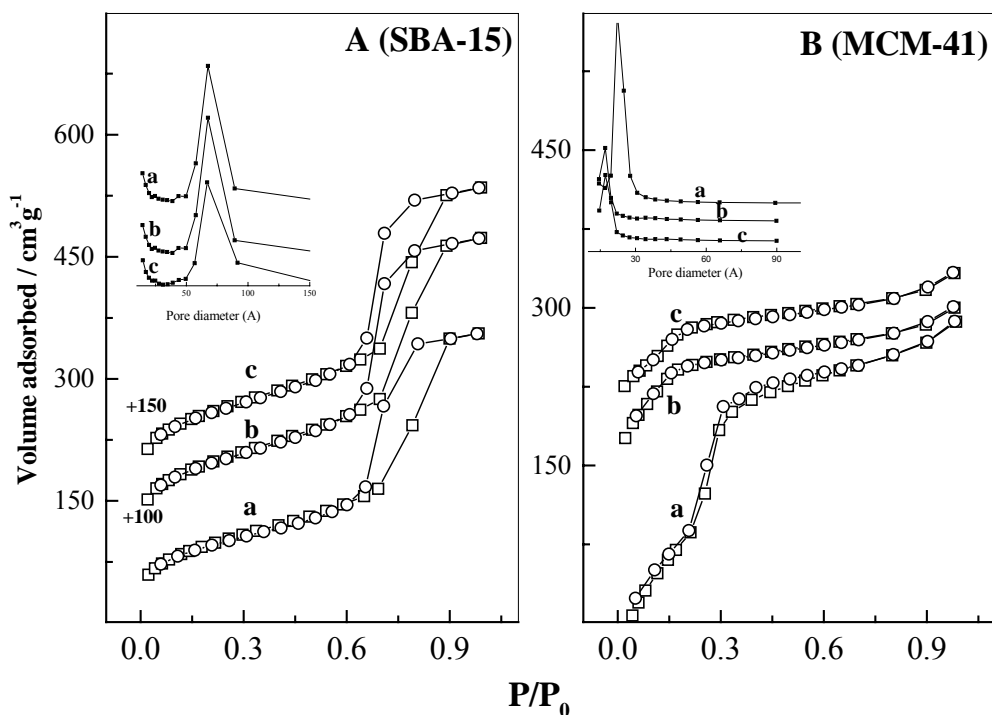 A (SBA-15)
B (MCM-41)
Volume adsorbed / cm³g⁻¹
600
450
300
150
a
b
c
50
100
150
Pore diameter (A)
c
+150
b
+100
a
0.0
0.3
0.6
0.9
450
300
150
a
b
c
30
60
90
Pore diameter (A)
c
b
a
0.0
0.3
0.6
0.9
P/P₀